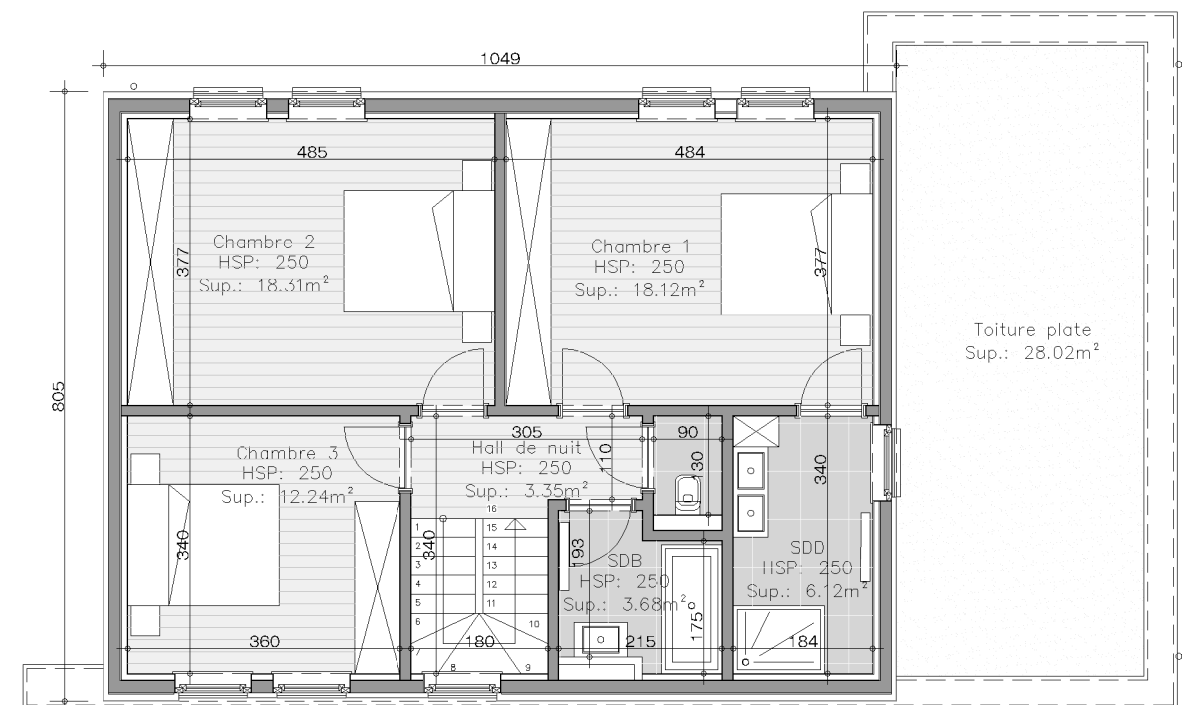 1049
805
485
484
377
377
Chambre 2
HSP: 250
Sup.: 18.31m²
Chambre 1
HSP: 250
Sup.: 18.12m²
Toiture plate
Sup.: 28.02m²
305
90
Hall de nuit
HSP: 250
Sup.: 3.35m²
110
130
340
Chambre 3
HSP: 250
Sup.: 12.24m²
340
340
16
1
15
2
14
3
13
4
12
5
11
6
10
7
8
9
193
SDB
HSP: 250
Sup.: 3.68m²
SDD
HSP: 250
Sup.: 6.12m²
175
360
180
215
184